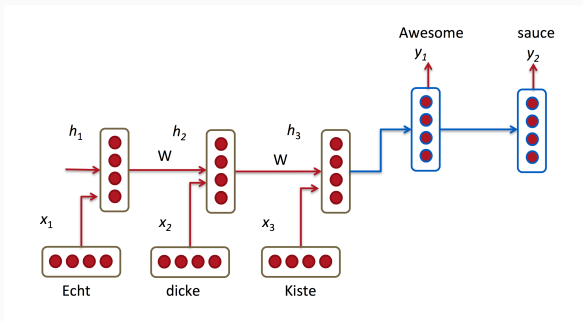 Awesome sauce
y1 y2
h1 h2 h3
W W
x1 x2 x3
Echt dicke Kiste